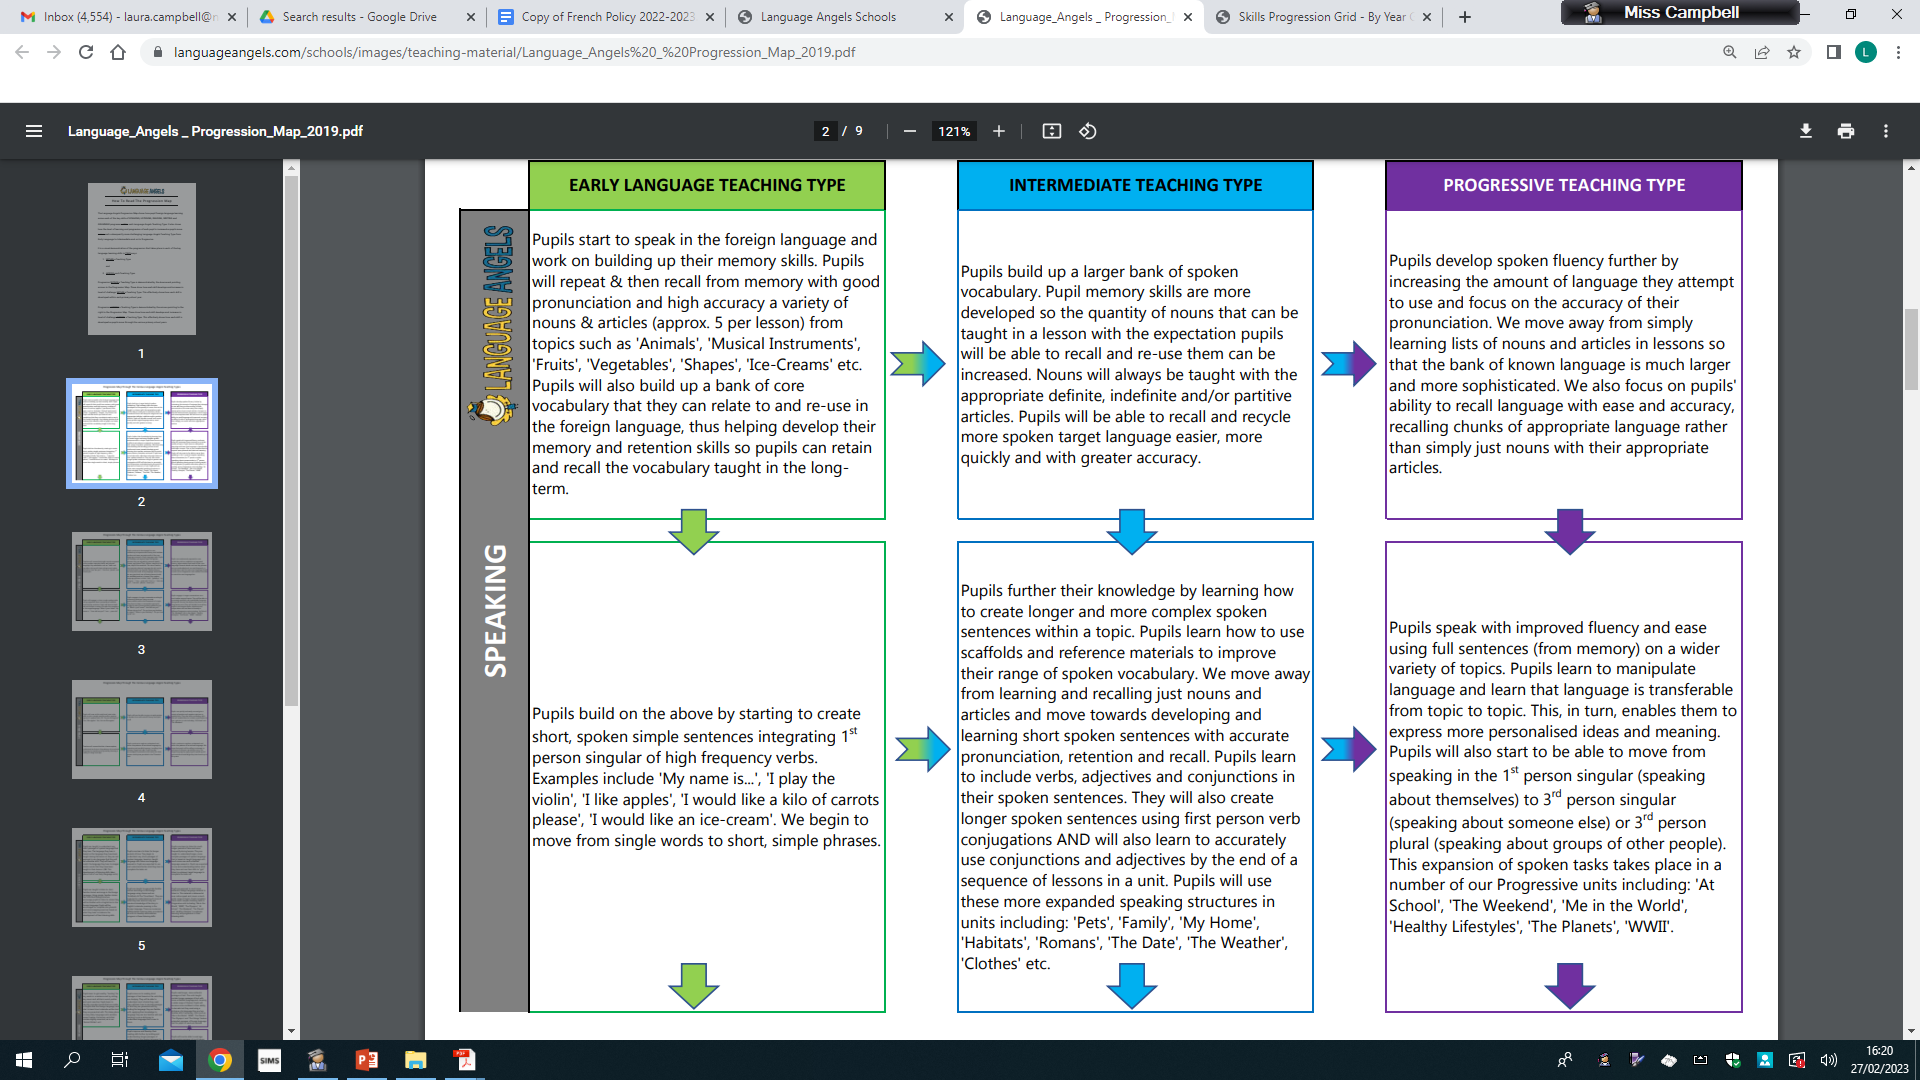 Inbox (4,554) - laura.campbell@n
Search results - Google Drive
Copy of French Policy 2022-2023
Language Angels Schools
Language_Angels _ Progression_
Skills Progression Grid - By Year
Miss Campbell
languageangels.com/schools/images/teaching-material/Language_Angels%20_%20Progression_Map_2019.pdf
L
Language_Angels _ Progression_Map_2019.pdf
2 / 9
121%
LANGUAGE ANGELS
How To Read The Progression Map
1
2
3
4
5
EARLY LANGUAGE TEACHING TYPE
INTERMEDIATE TEACHING TYPE
PROGRESSIVE TEACHING TYPE
LANGUAGE ANGELS
SPEAKING
Pupils start to speak in the foreign language and
work on building up their memory skills. Pupils
will repeat & then recall from memory with good
pronunciation and high accuracy a variety of
nouns & articles (approx. 5 per lesson) from
topics such as 'Animals', 'Musical Instruments',
'Fruits', 'Vegetables', 'Shapes', 'Ice-Creams' etc.
Pupils will also build up a bank of core
vocabulary that they can relate to and re-use in
the foreign language, thus helping develop their
memory and retention skills so pupils can retain
and recall the vocabulary taught in the long-
term.
Pupils build up a larger bank of spoken
vocabulary. Pupil memory skills are more
developed so the quantity of nouns that can be
taught in a lesson with the expectation pupils
will be able to recall and re-use them can be
increased. Nouns will always be taught with the
appropriate definite, indefinite and/or partitive
articles. Pupils will be able to recall and recycle
more spoken target language easier, more
quickly and with greater accuracy.
Pupils develop spoken fluency further by
increasing the amount of language they attempt
to use and focus on the accuracy of their
pronunciation. We move away from simply
learning lists of nouns and articles in lessons so
that the bank of known language is much larger
and more sophisticated. We also focus on pupils'
ability to recall language with ease and accuracy,
recalling chunks of appropriate language rather
than simply just nouns with their appropriate
articles.
Pupils build on the above by starting to create
short, spoken simple sentences integrating 1st
person singular of high frequency verbs.
Examples include 'My name is...', 'I play the
violin', 'I like apples', 'I would like a kilo of carrots
please', 'I would like an ice-cream'. We begin to
move from single words to short, simple phrases.
Pupils further their knowledge by learning how
to create longer and more complex spoken
sentences within a topic. Pupils learn how to use
scaffolds and reference materials to improve
their range of spoken vocabulary. We move away
from learning and recalling just nouns and
articles and move towards developing and
learning short spoken sentences with accurate
pronunciation, retention and recall. Pupils learn
to include verbs, adjectives and conjunctions in
their spoken sentences. They will also create
longer spoken sentences using first person verb
conjugations AND will also learn to accurately
use conjunctions and adjectives by the end of a
sequence of lessons in a unit. Pupils will use
these more expanded speaking structures in
units including: 'Pets', 'Family', 'My Home',
'Habitats', 'Romans', 'The Date', 'The Weather',
'Clothes' etc.
Pupils speak with improved fluency and ease
using full sentences (from memory) on a wider
variety of topics. Pupils learn to manipulate
language and learn that language is transferable
from topic to topic. This, in turn, enables them to
express more personalised ideas and meaning.
Pupils will also start to be able to move from
speaking in the 1st person singular (speaking
about themselves) to 3rd person singular
(speaking about someone else) or 3rd person
plural (speaking about groups of other people).
This expansion of spoken tasks takes place in a
number of our Progressive units including: 'At
School', 'The Weekend', 'Me in the World',
'Healthy Lifestyles', 'The Planets', 'WWII'.
SIMS
16:20
27/02/2023